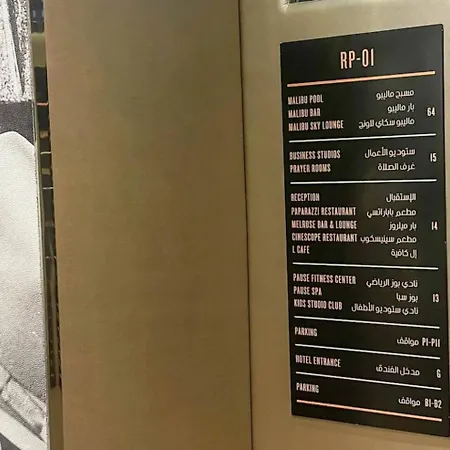 RP-01
MALIBU POOL مسبح ماليبو
MALIBU BAR بار ماليبو 64
MALIBU SKY LOUNGE ماليبو سكاي للونج
BUSINESS STUDIOS ستوديو الأعمال 15
PRAYER ROOMS غرف الصلاة
RECEPTION الإستقبال
PAPARAZZI RESTAURANT مطعم باباراتسي
MELROSE BAR & LOUNGE بار ميلروز 14
CINESCOPE RESTAURANT مطعم سينيسكوب
L CAFE إل كافية
PAUSE FITNESS CENTER نادي بوز الرياضي
PAUSE SPA بوز سبا 13
KIDS STUDIO CLUB نادي ستوديو الأطفال
PARKING مواقف P1-P11
HOTEL ENTRANCE مدخل الفندق G
PARKING مواقف B1-B2